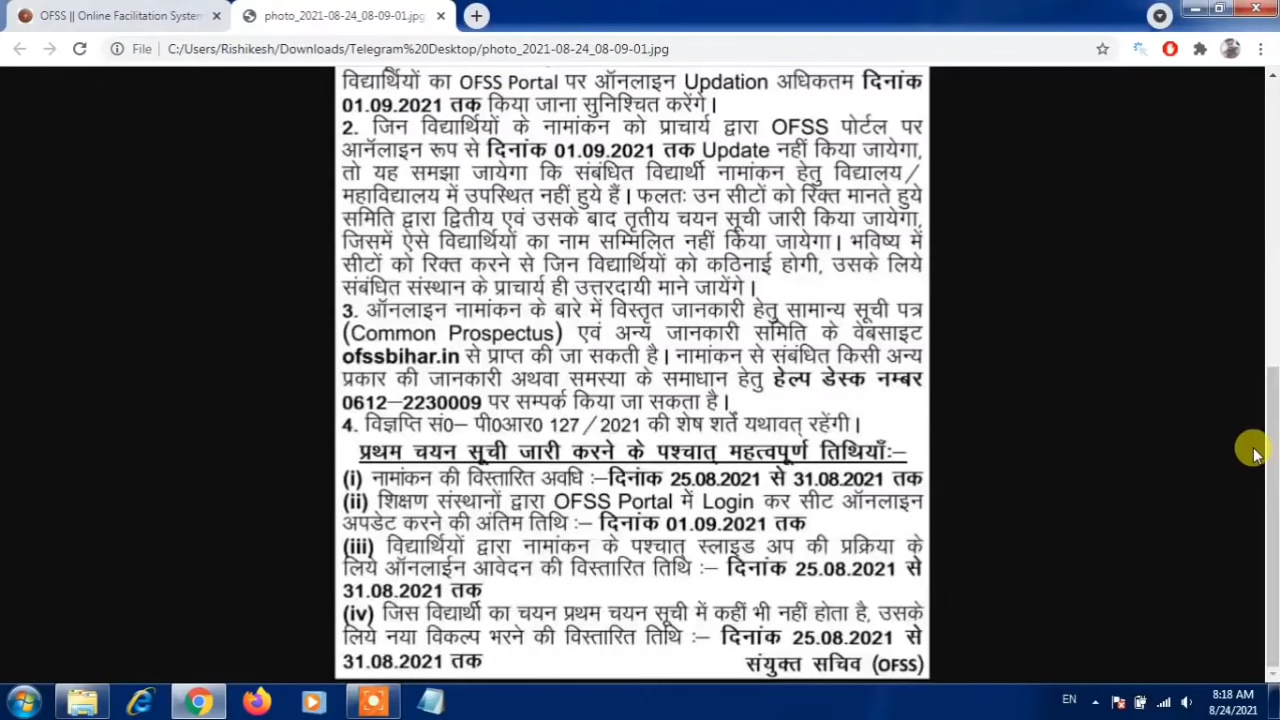 OFSS || Online Facilitation System
photo_2021-08-24_08-09-01.jpg
File C:/Users/Rishikesh/Downloads/Telegram%20Desktop/photo_2021-08-24_08-09-01.jpg
विद्यार्थियों का OFSS Portal पर ऑनलाइन Updation अधिकतम दिनांक
01.09.2021 तक किया जाना सुनिश्चित करेंगे।
2. जिन विद्यार्थियों के नामांकन को प्राचार्य द्वारा OFSS पोर्टल पर
आनॅलाइन रूप से दिनांक 01.09.2021 तक Update नहीं किया जायेगा,
तो यह समझा जायेगा कि संबंधित विद्यार्थी नामांकन हेतु विद्यालय/
महाविद्यालय में उपस्थित नहीं हुये हैं। फलतः उन सीटों को रिक्त मानते हुये
समिति द्वारा द्वितीय एवं उसके बाद तृतीय चयन सूची जारी किया जायेगा,
जिसमें ऐसे विद्यार्थियों का नाम सम्मिलित नहीं किया जायेगा। भविष्य में
सीटों को रिक्त करने से जिन विद्यार्थियों को कठिनाई होगी, उसके लिये
संबंधित संस्थान के प्राचार्य ही उत्तरदायी माने जायेंगे।
3. ऑनलाइन नामांकन के बारे में विस्तृत जानकारी हेतु सामान्य सूची पत्र
(Common Prospectus) एवं अन्य जानकारी समिति के वेबसाइट
ofssbihar.in से प्राप्त की जा सकती है। नामांकन से संबंधित किसी अन्य
प्रकार की जानकारी अथवा समस्या के समाधान हेतु हेल्प डेस्क नम्बर
0612–2230009 पर सम्पर्क किया जा सकता है।
4. विज्ञप्ति सं0– पी0आर0 127/2021 की शेष शर्तें यथावत् रहेंगी।
प्रथम चयन सूची जारी करने के पश्चात् महत्वपूर्ण तिथियाँः–
(i) नामांकन की विस्तारित अवधि :–दिनांक 25.08.2021 से 31.08.2021 तक
(ii) शिक्षण संस्थानों द्वारा OFSS Portal में Login कर सीट ऑनलाइन
अपडेट करने की अंतिम तिथि :– दिनांक 01.09.2021 तक
(iii) विद्यार्थियों द्वारा नामांकन के पश्चात् स्लाइड अप की प्रक्रिया के
लिये ऑनलाईन आवेदन की विस्तारित तिथि :– दिनांक 25.08.2021 से
31.08.2021 तक
(iv) जिस विद्यार्थी का चयन प्रथम चयन सूची में कहीं भी नहीं होता है, उसके
लिये नया विकल्प भरने की विस्तारित तिथि :– दिनांक 25.08.2021 से
31.08.2021 तक संयुक्त सचिव (OFSS)
EN
8:18 AM
8/24/2021